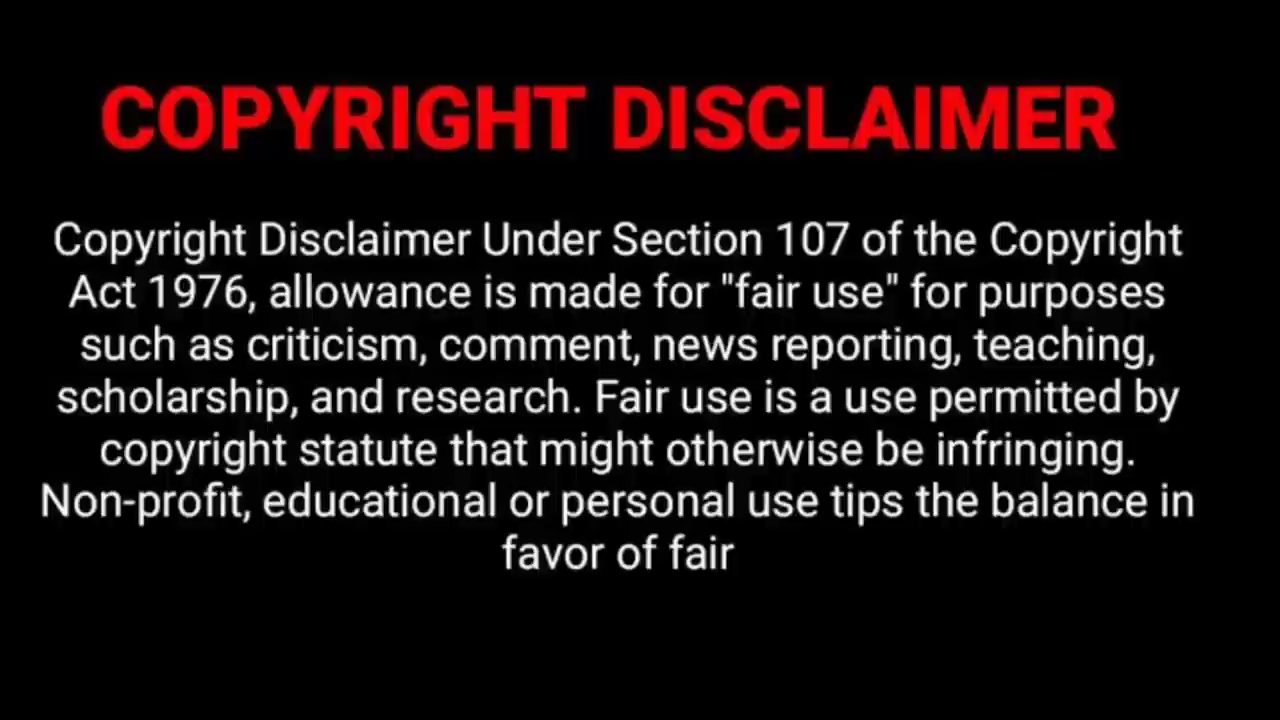 COPYRIGHT DISCLAIMER
Copyright Disclaimer Under Section 107 of the Copyright
Act 1976, allowance is made for "fair use" for purposes
such as criticism, comment, news reporting, teaching,
scholarship, and research. Fair use is a use permitted by
copyright statute that might otherwise be infringing.
Non-profit, educational or personal use tips the balance in
favor of fair